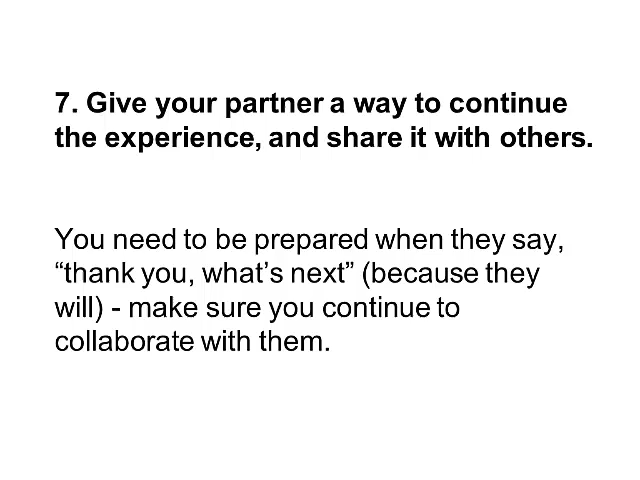 7. Give your partner a way to continue
the experience, and share it with others.
You need to be prepared when they say,
“thank you, what’s next” (because they
will) - make sure you continue to
collaborate with them.